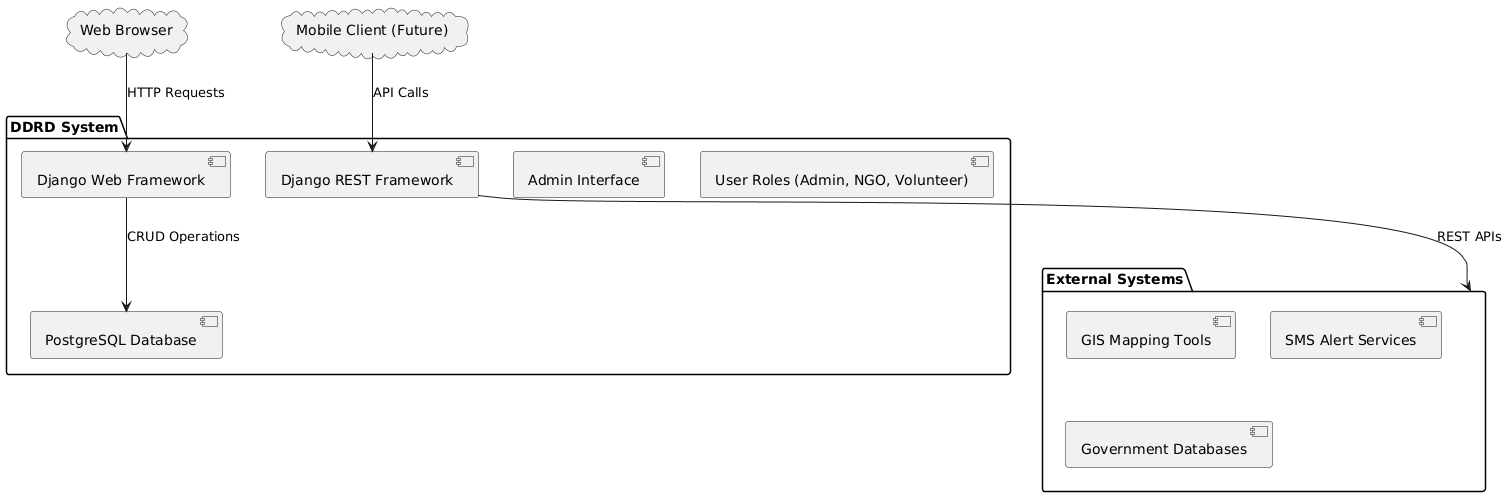 Web Browser
Mobile Client (Future)
HTTP Requests
API Calls
DDRD System
Django Web Framework
Django REST Framework
Admin Interface
User Roles (Admin, NGO, Volunteer)
CRUD Operations
REST APIs
External Systems
PostgreSQL Database
GIS Mapping Tools
SMS Alert Services
Government Databases